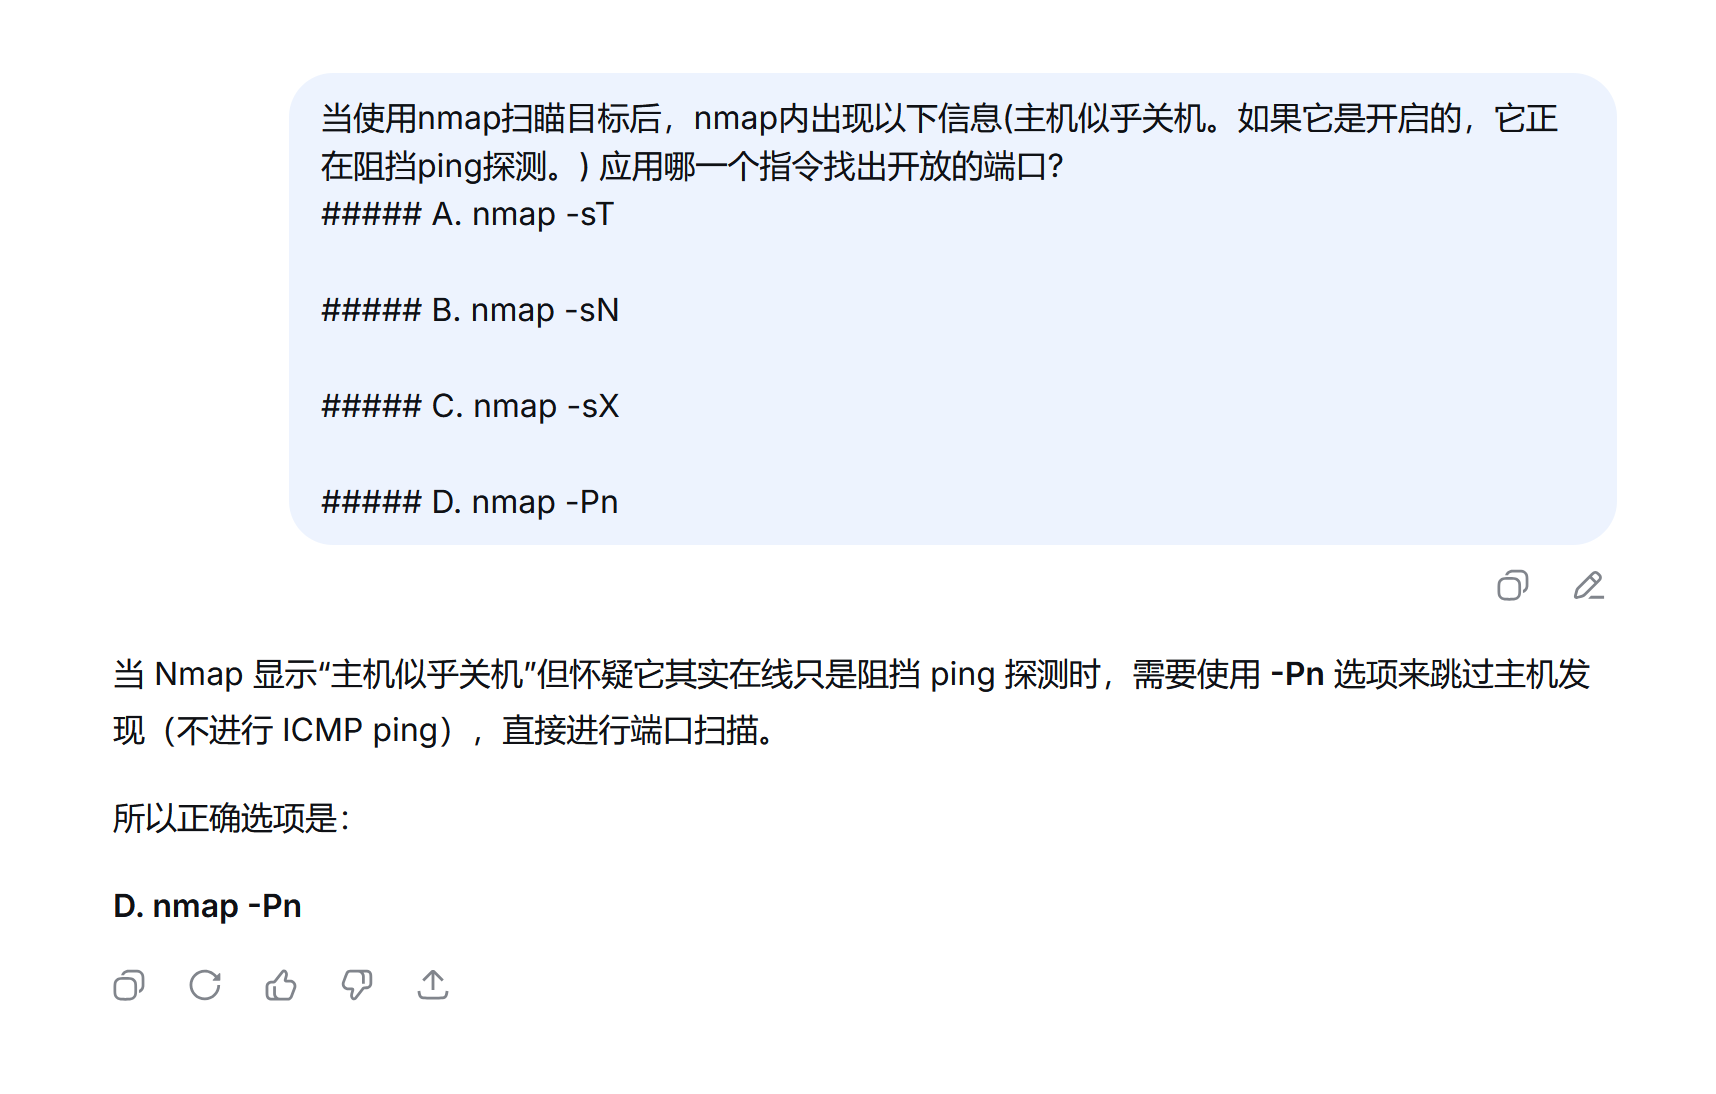 当使用nmap扫瞄目标后，nmap内出现以下信息(主机似乎关机。如果它是开启的，它正
在阻挡ping探测。) 应用哪一个指令找出开放的端口?
##### A. nmap -sT
##### B. nmap -sN
##### C. nmap -sX
##### D. nmap -Pn
当 Nmap 显示“主机似乎关机”但怀疑它其实在线只是阻挡 ping 探测时，需要使用 -Pn 选项来跳过主机发
现（不进行 ICMP ping），直接进行端口扫描。
所以正确选项是：
D. nmap -Pn